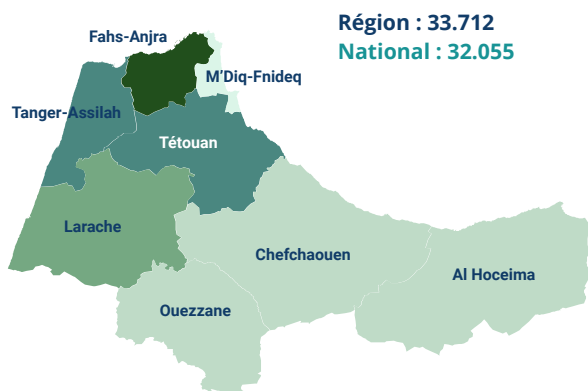 Région : 33.712
National : 32.055
Fahs-Anjra
M'Diq-Fnideq
Tanger-Assilah
Tétouan
Larache
Chefchaouen
Al Hoceima
Ouezzane